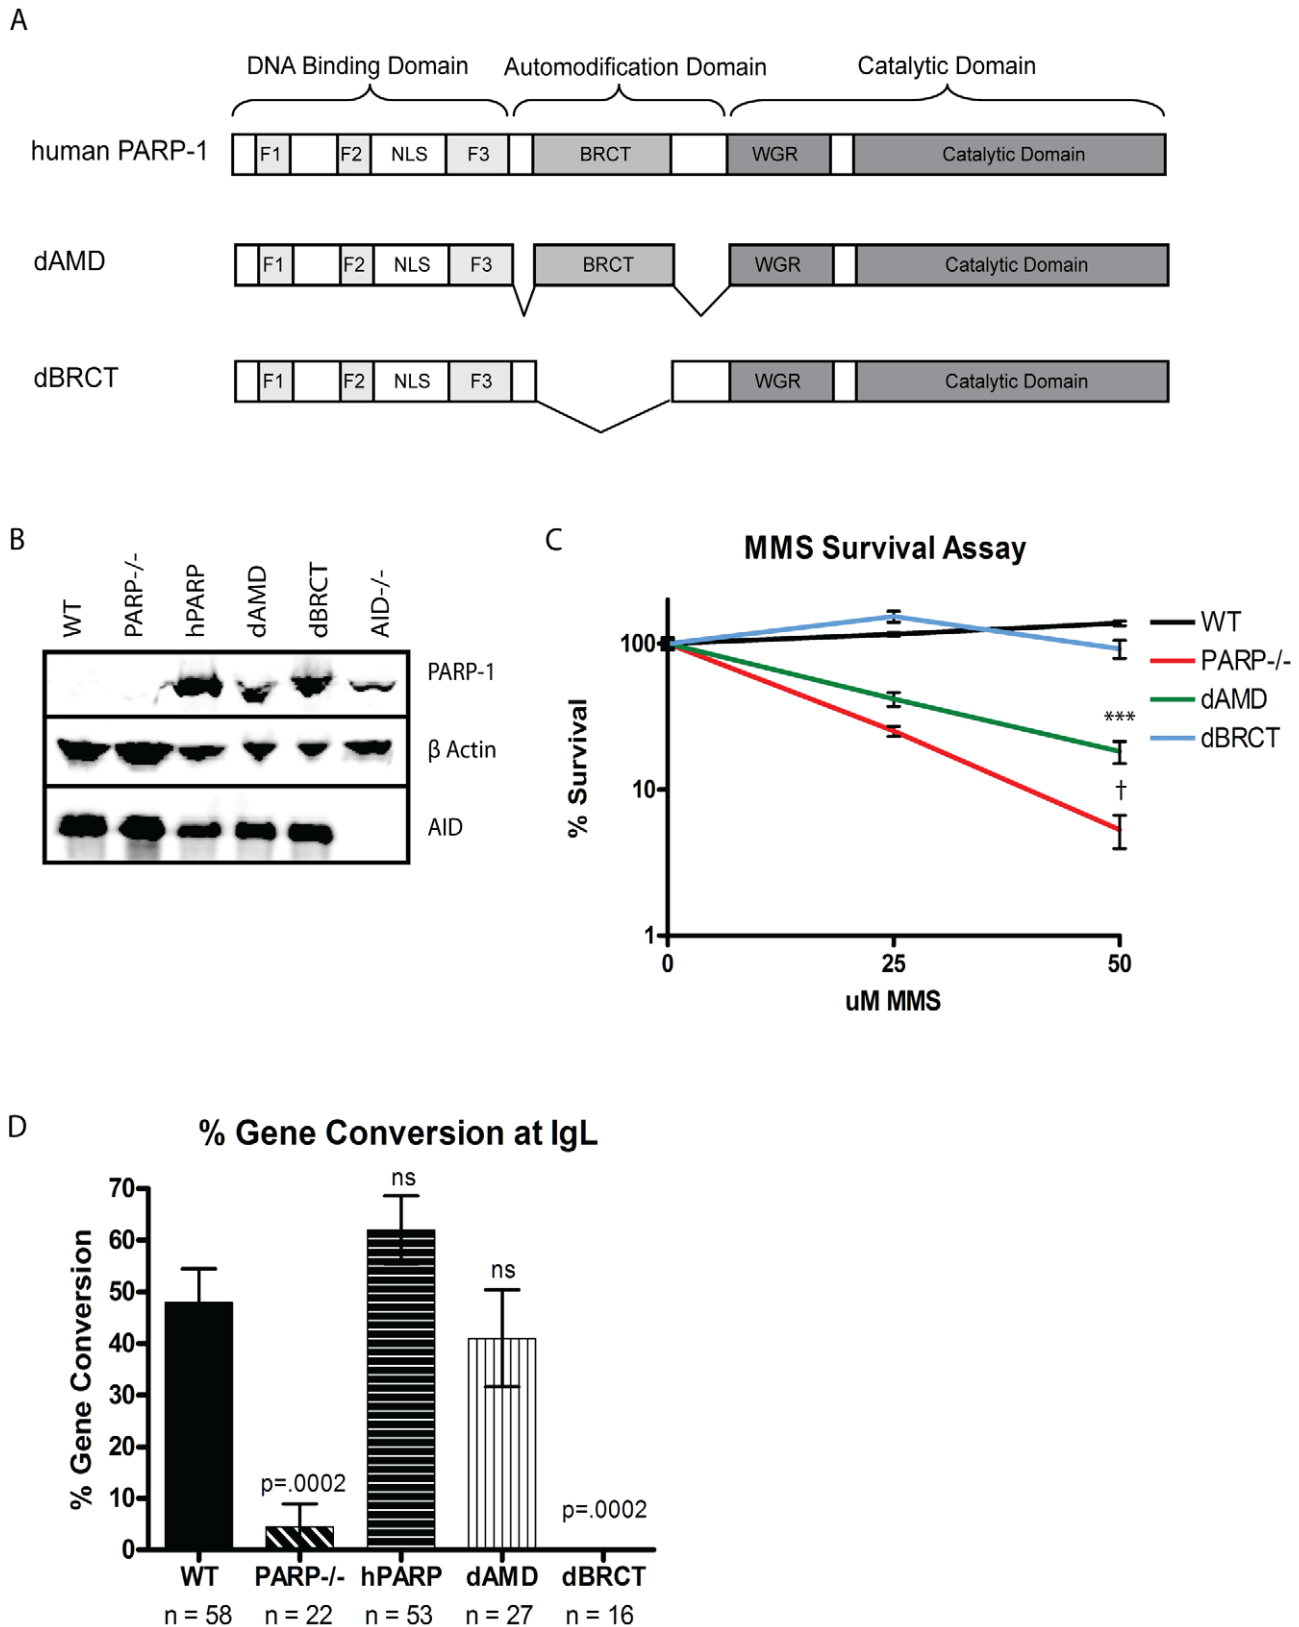 A
DNA Binding Domain Automodification Domain Catalytic Domain
human PARP-1 F1 F2 NLS F3 BRCT WGR Catalytic Domain
dAMD F1 F2 NLS F3 BRCT WGR Catalytic Domain
dBRCT F1 F2 NLS F3 WGR Catalytic Domain
B
WT PARP-/- hPARP dAMD dBRCT AID-/-
PARP-1
β Actin
AID
C
MMS Survival Assay
% Survival
100
10
1
0 25 50
uM MMS
WT
PARP-/-
dAMD
dBRCT
***
†
D
% Gene Conversion at IgL
% Gene Conversion
70
60
50
40
30
20
10
0
p=.0002
ns
ns
p=.0002
WT PARP-/- hPARP dAMD dBRCT
n = 58 n = 22 n = 53 n = 27 n = 16